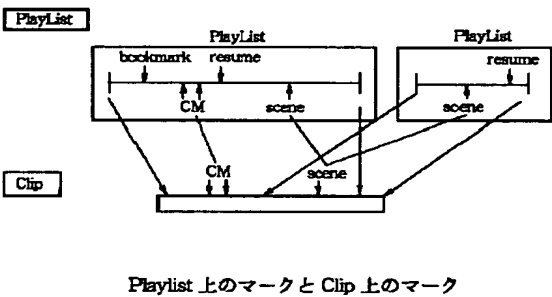 PlayList
PlayList
PlayList
bookmark
resume
resume
CM
scene
scene
CM
scene
Clip
Playlist 上のマークと Clip 上のマーク